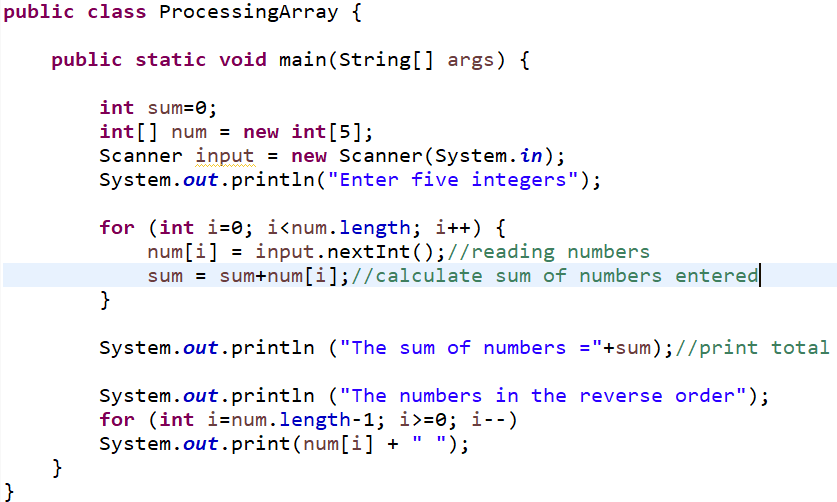 public class ProcessingArray {
public static void main(String[] args) {
int sum=0;
int[] num = new int[5];
Scanner input = new Scanner(System.in);
System.out.println("Enter five integers");
for (int i=0; i<num.length; i++) {
num[i] = input.nextInt();//reading numbers
sum = sum+num[i];//calculate sum of numbers entered
}
System.out.println ("The sum of numbers ="+sum);//print total
System.out.println ("The numbers in the reverse order");
for (int i=num.length-1; i>=0; i--)
System.out.print(num[i] + " ");
}
}